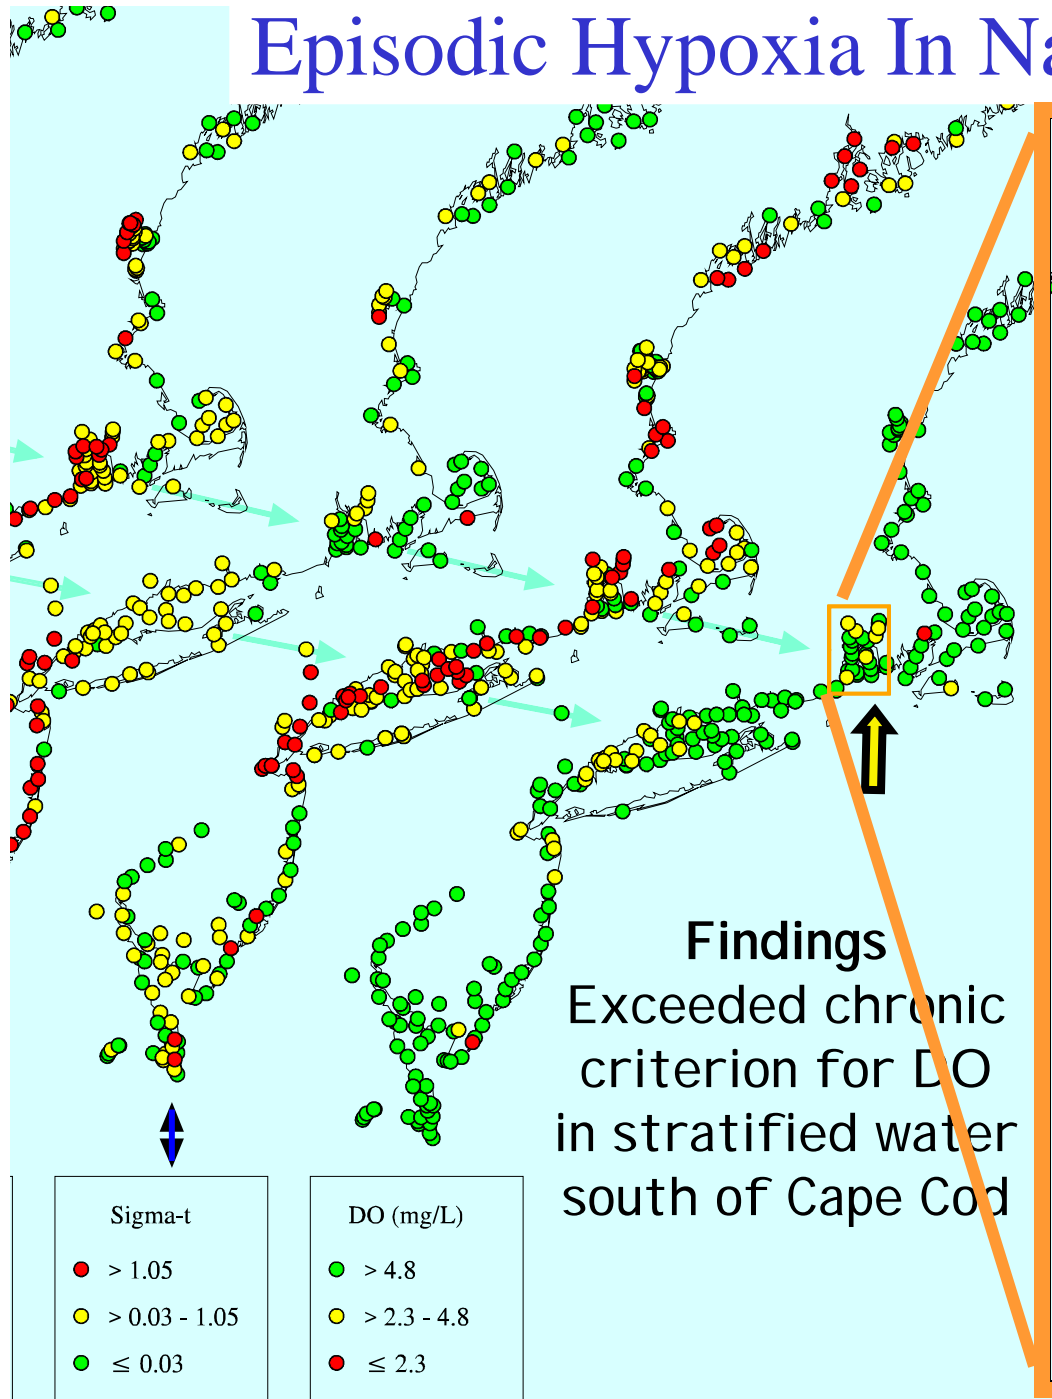 Episodic Hypoxia In Na
Findings
Exceeded chronic
criterion for DO
in stratified water
south of Cape Cod
Sigma-t
> 1.05
> 0.03 - 1.05
≤ 0.03
DO (mg/L)
> 4.8
> 2.3 - 4.8
≤ 2.3